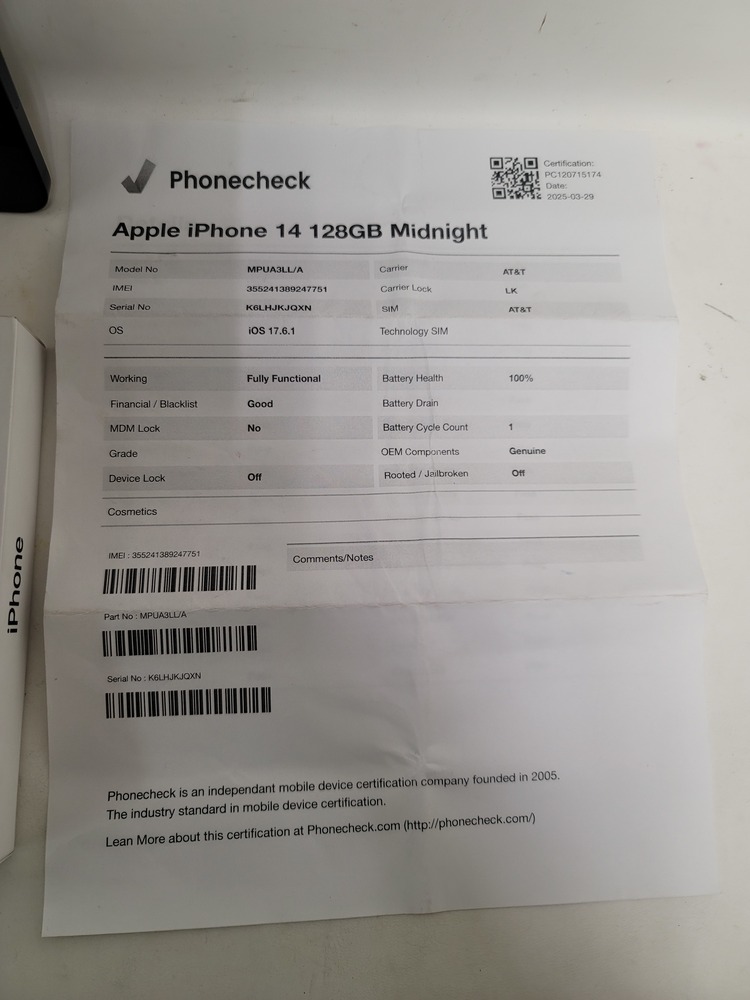 Phonecheck
Certification:
PC120715174
Date:
2025-03-29
Apple iPhone 14 128GB Midnight
Model No MPUA3LL/A Carrier AT&T
IMEI 355241389247751 Carrier Lock LK
Serial No K6LHJKJQXN SIM AT&T
OS iOS 17.6.1 Technology SIM
Working Fully Functional Battery Health 100%
Financial / Blacklist Good Battery Drain
MDM Lock No Battery Cycle Count 1
Grade OEM Components Genuine
Device Lock Off Rooted / Jailbroken Off
Cosmetics
IMEI : 355241389247751
Comments/Notes
Part No : MPUA3LL/A
Serial No : K6LHJKJQXN
Phonecheck is an independant mobile device certification company founded in 2005.
The industry standard in mobile device certification.
Lean More about this certification at Phonecheck.com (http://phonecheck.com/)
iPhone